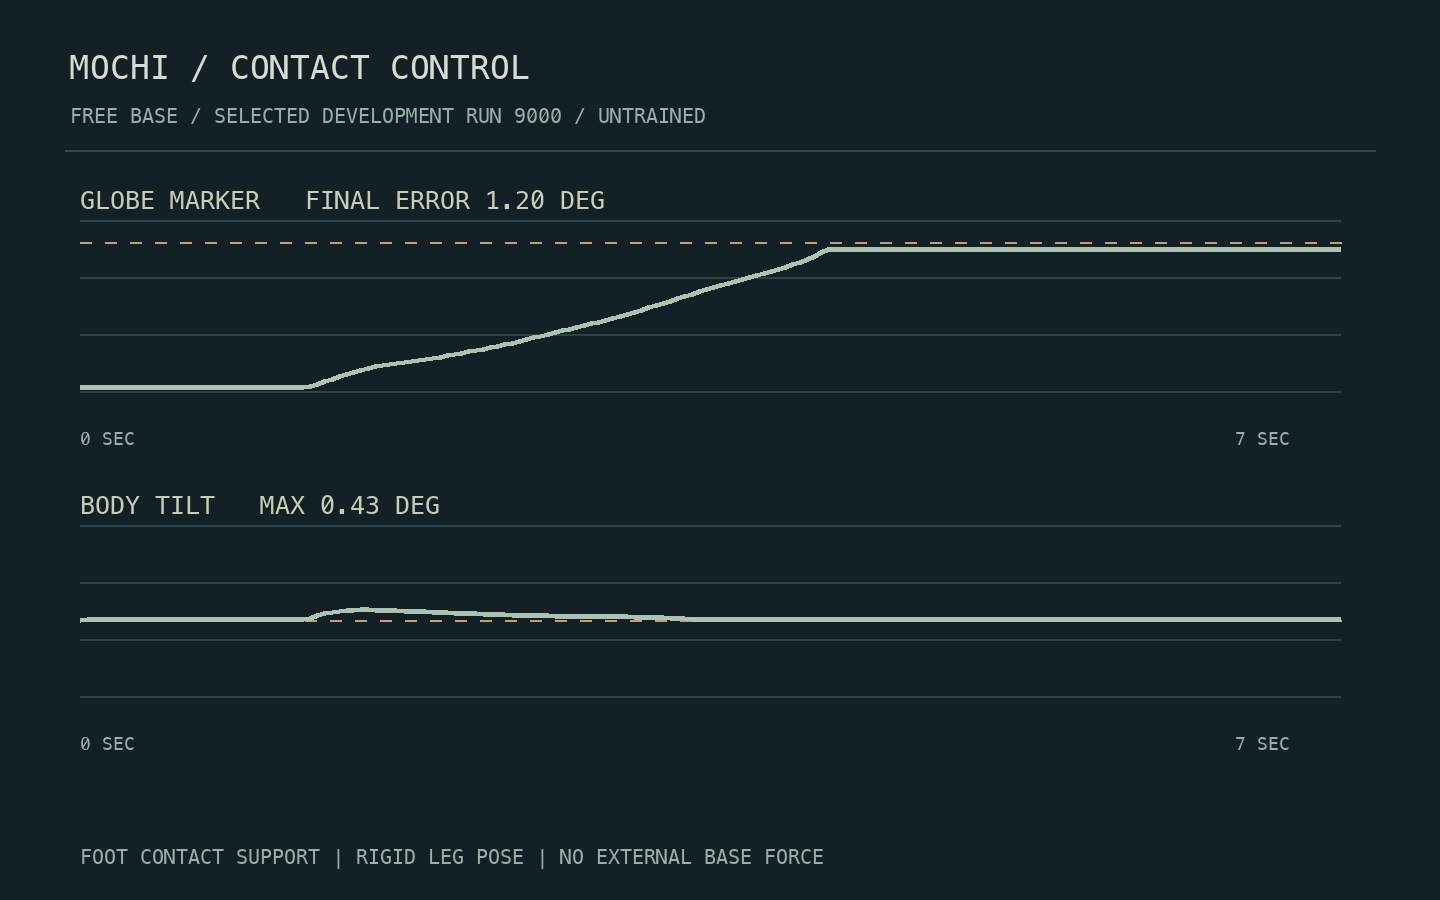 MOCHI / CONTACT CONTROL
FREE BASE / SELECTED DEVELOPMENT RUN 9000 / UNTRAINED
GLOBE MARKER   FINAL ERROR 1.20 DEG
0 SEC   7 SEC
BODY TILT   MAX 0.43 DEG
0 SEC   7 SEC
FOOT CONTACT SUPPORT | RIGID LEG POSE | NO EXTERNAL BASE FORCE